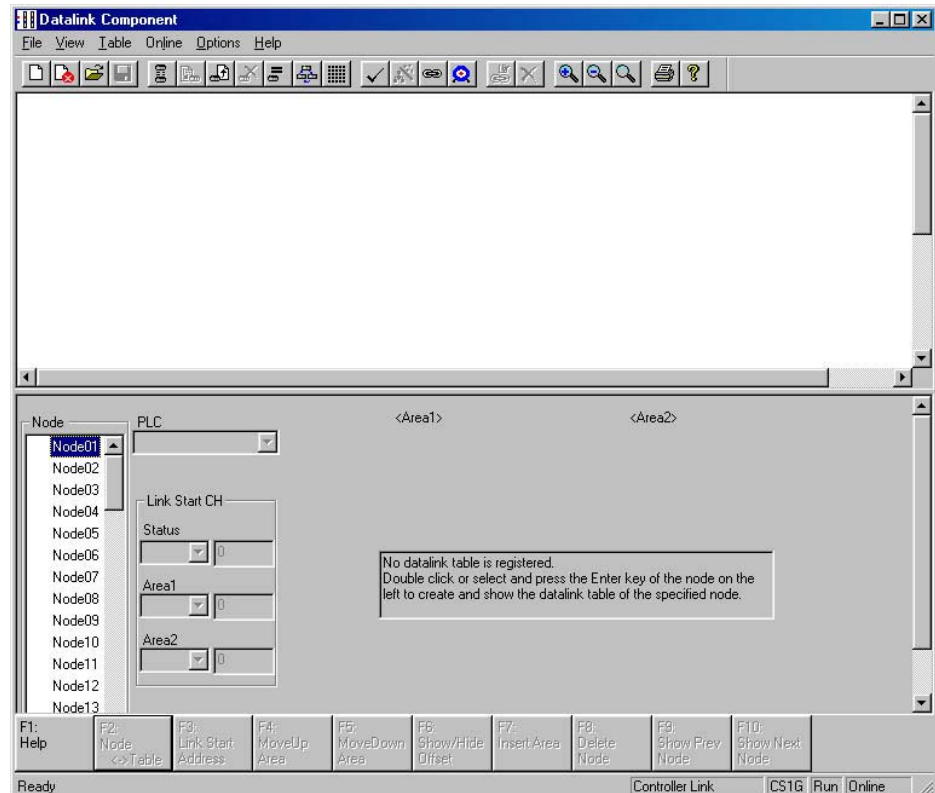 Datalink Component
File View Table Online Options Help
<Area1> <Area2>
Node
Node01
Node02
Node03
Node04
Node05
Node06
Node07
Node08
Node09
Node10
Node11
Node12
Node13
PLC
Link Start CH
Status
0
Area1
0
Area2
0
No datalink table is registered.
Double click or select and press the Enter key of the node on the
left to create and show the datalink table of the specified node.
F1:
Help
F2:
Node
<->Table
F3:
Link Start
Address
F4:
MoveUp
Area
F5:
MoveDown
Area
F6:
Show/Hide
Offset
F7:
Insert Area
F8:
Delete
Node
F9:
Show Prev
Node
F10:
Show Next
Node
Ready Controller Link CS1G Run Online